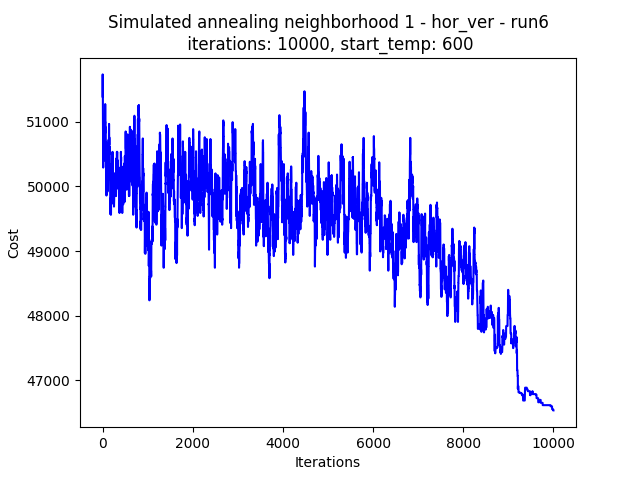 Simulated annealing neighborhood 1 - hor_ver - run6
iterations: 10000, start_temp: 600
Cost
51000
50000
49000
48000
47000
0 2000 4000 6000 8000 10000
Iterations